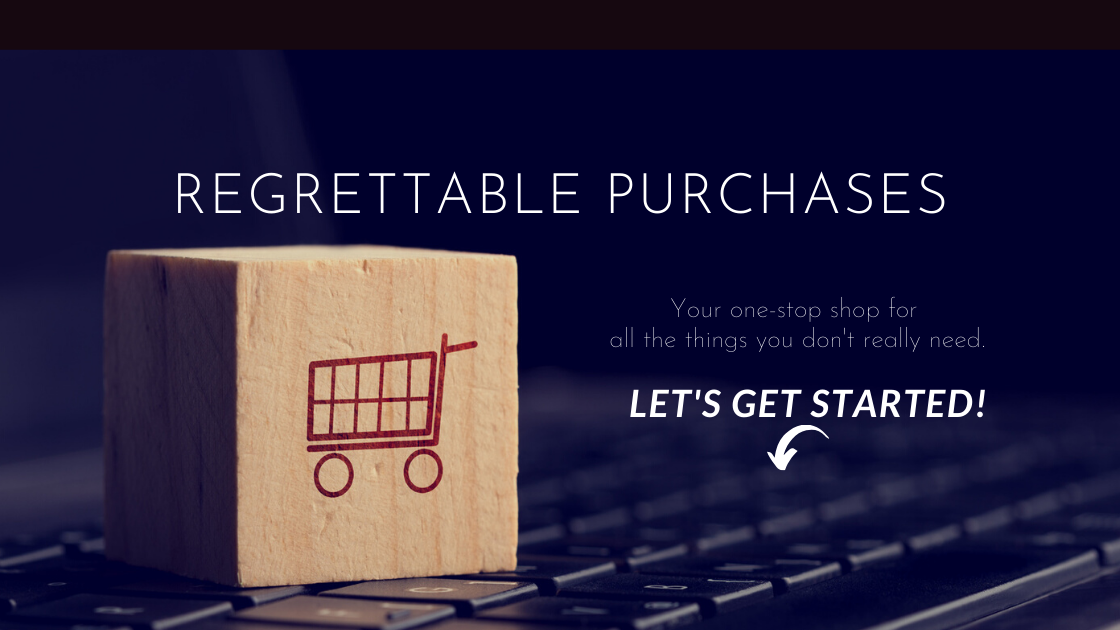 REGRETTABLE PURCHASES
Your one-stop shop for
all the things you don't really need.
LET'S GET STARTED!